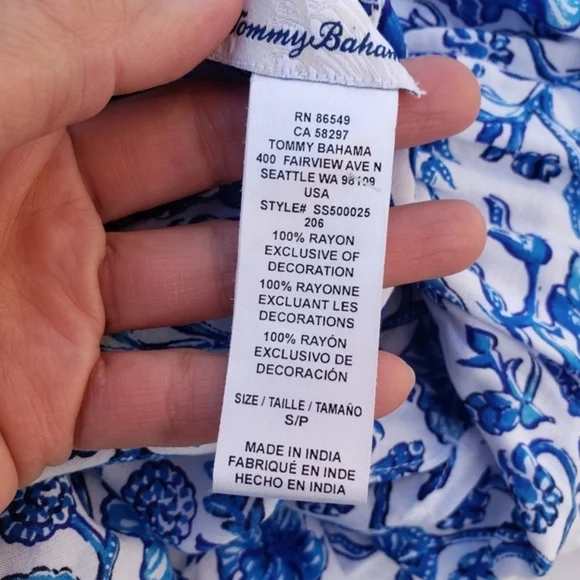 Tommy Baham
RN 86549
CA 58297
TOMMY BAHAMA
400 FAIRVIEW AVE N
SEATTLE WA 98109
USA
STYLE# SS500025
206
100% RAYON
EXCLUSIVE OF
DECORATION
100% RAYONNE
EXCLUANT LES
DECORATIONS
100% RAYÓN
EXCLUSIVO DE
DECORACIÓN
SIZE / TAILLE / TAMAÑO
S/P
MADE IN INDIA
FABRIQUÉ EN INDE
HECHO EN INDIA